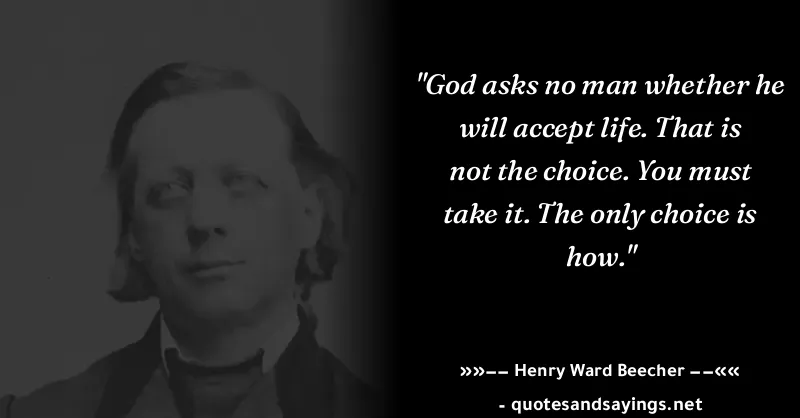 "God asks no man whether he
will accept life. That is
not the choice. You must
take it. The only choice is
how."
»»−− Henry Ward Beecher −−««
- quotesandsayings.net